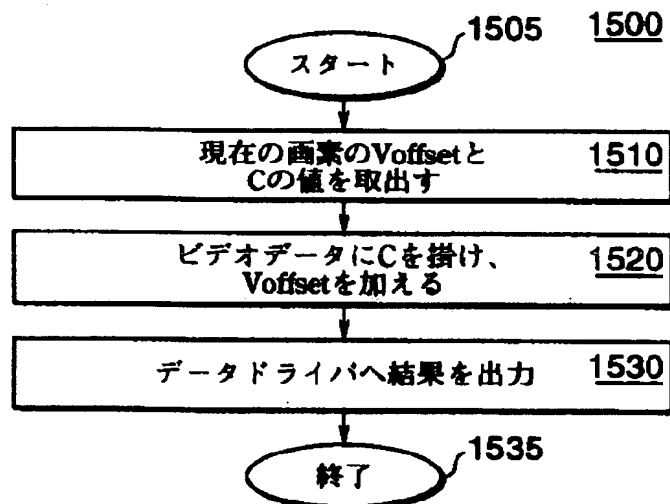 1505
1500
スタート
現在の画素のVoffsetと
Cの値を取出す
1510
ビデオデータにCを掛け、
Voffsetを加える
1520
データドライバへ結果を出力
1530
1535
終了